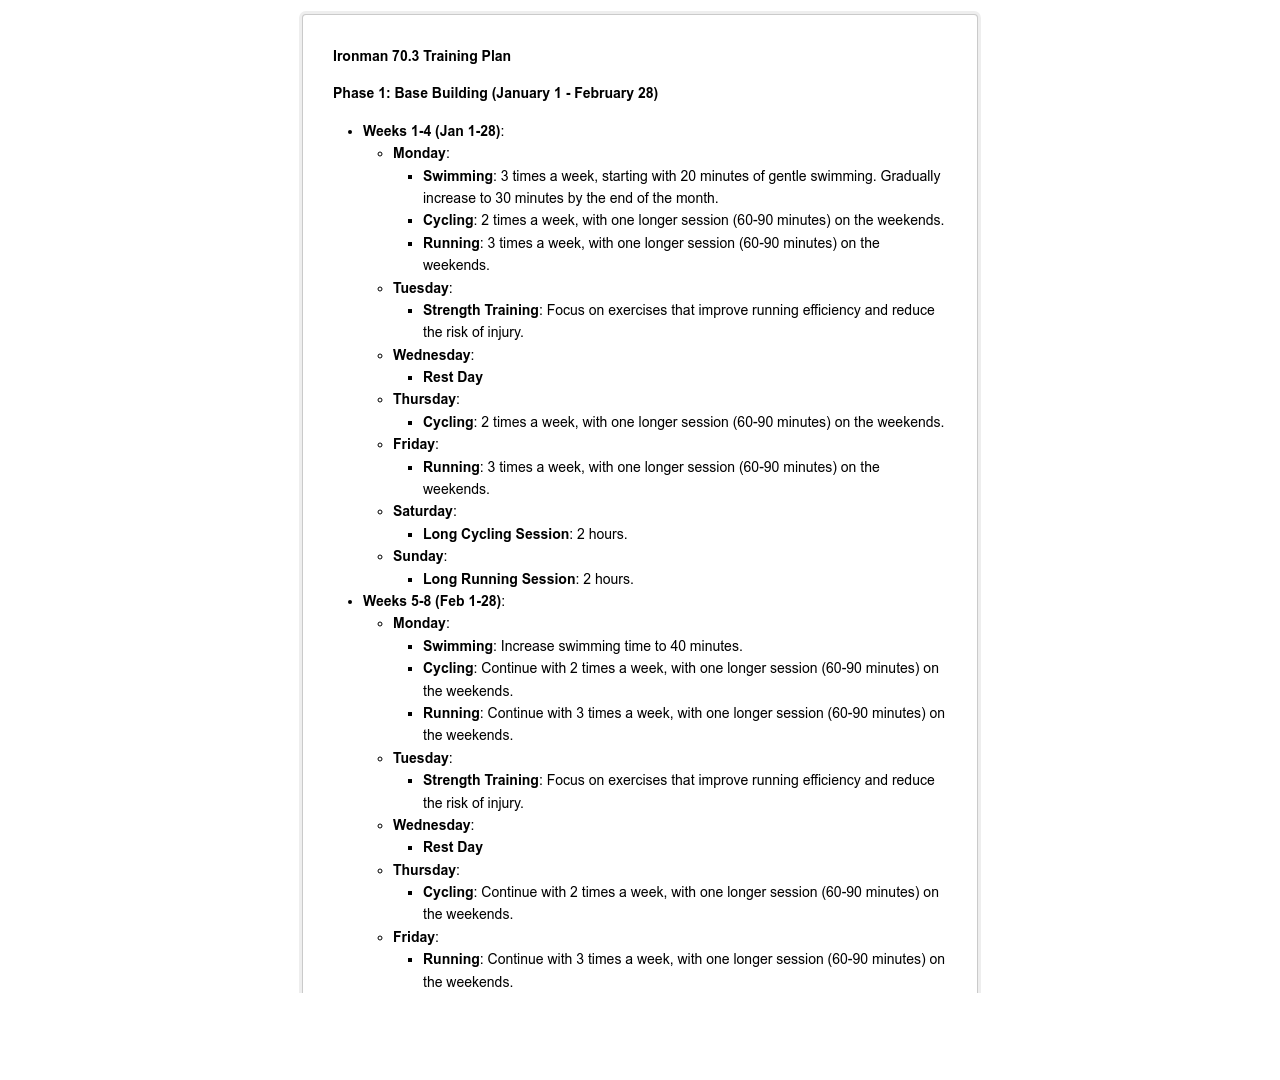 Ironman 70.3 Training Plan
Phase 1: Base Building (January 1 - February 28)
Weeks 1-4 (Jan 1-28):
Monday:
Swimming: 3 times a week, starting with 20 minutes of gentle swimming. Gradually
increase to 30 minutes by the end of the month.
Cycling: 2 times a week, with one longer session (60-90 minutes) on the weekends.
Running: 3 times a week, with one longer session (60-90 minutes) on the
weekends.
Tuesday:
Strength Training: Focus on exercises that improve running efficiency and reduce
the risk of injury.
Wednesday:
Rest Day
Thursday:
Cycling: 2 times a week, with one longer session (60-90 minutes) on the weekends.
Friday:
Running: 3 times a week, with one longer session (60-90 minutes) on the
weekends.
Saturday:
Long Cycling Session: 2 hours.
Sunday:
Long Running Session: 2 hours.
Weeks 5-8 (Feb 1-28):
Monday:
Swimming: Increase swimming time to 40 minutes.
Cycling: Continue with 2 times a week, with one longer session (60-90 minutes) on
the weekends.
Running: Continue with 3 times a week, with one longer session (60-90 minutes) on
the weekends.
Tuesday:
Strength Training: Focus on exercises that improve running efficiency and reduce
the risk of injury.
Wednesday:
Rest Day
Thursday:
Cycling: Continue with 2 times a week, with one longer session (60-90 minutes) on
the weekends.
Friday:
Running: Continue with 3 times a week, with one longer session (60-90 minutes) on
the weekends.